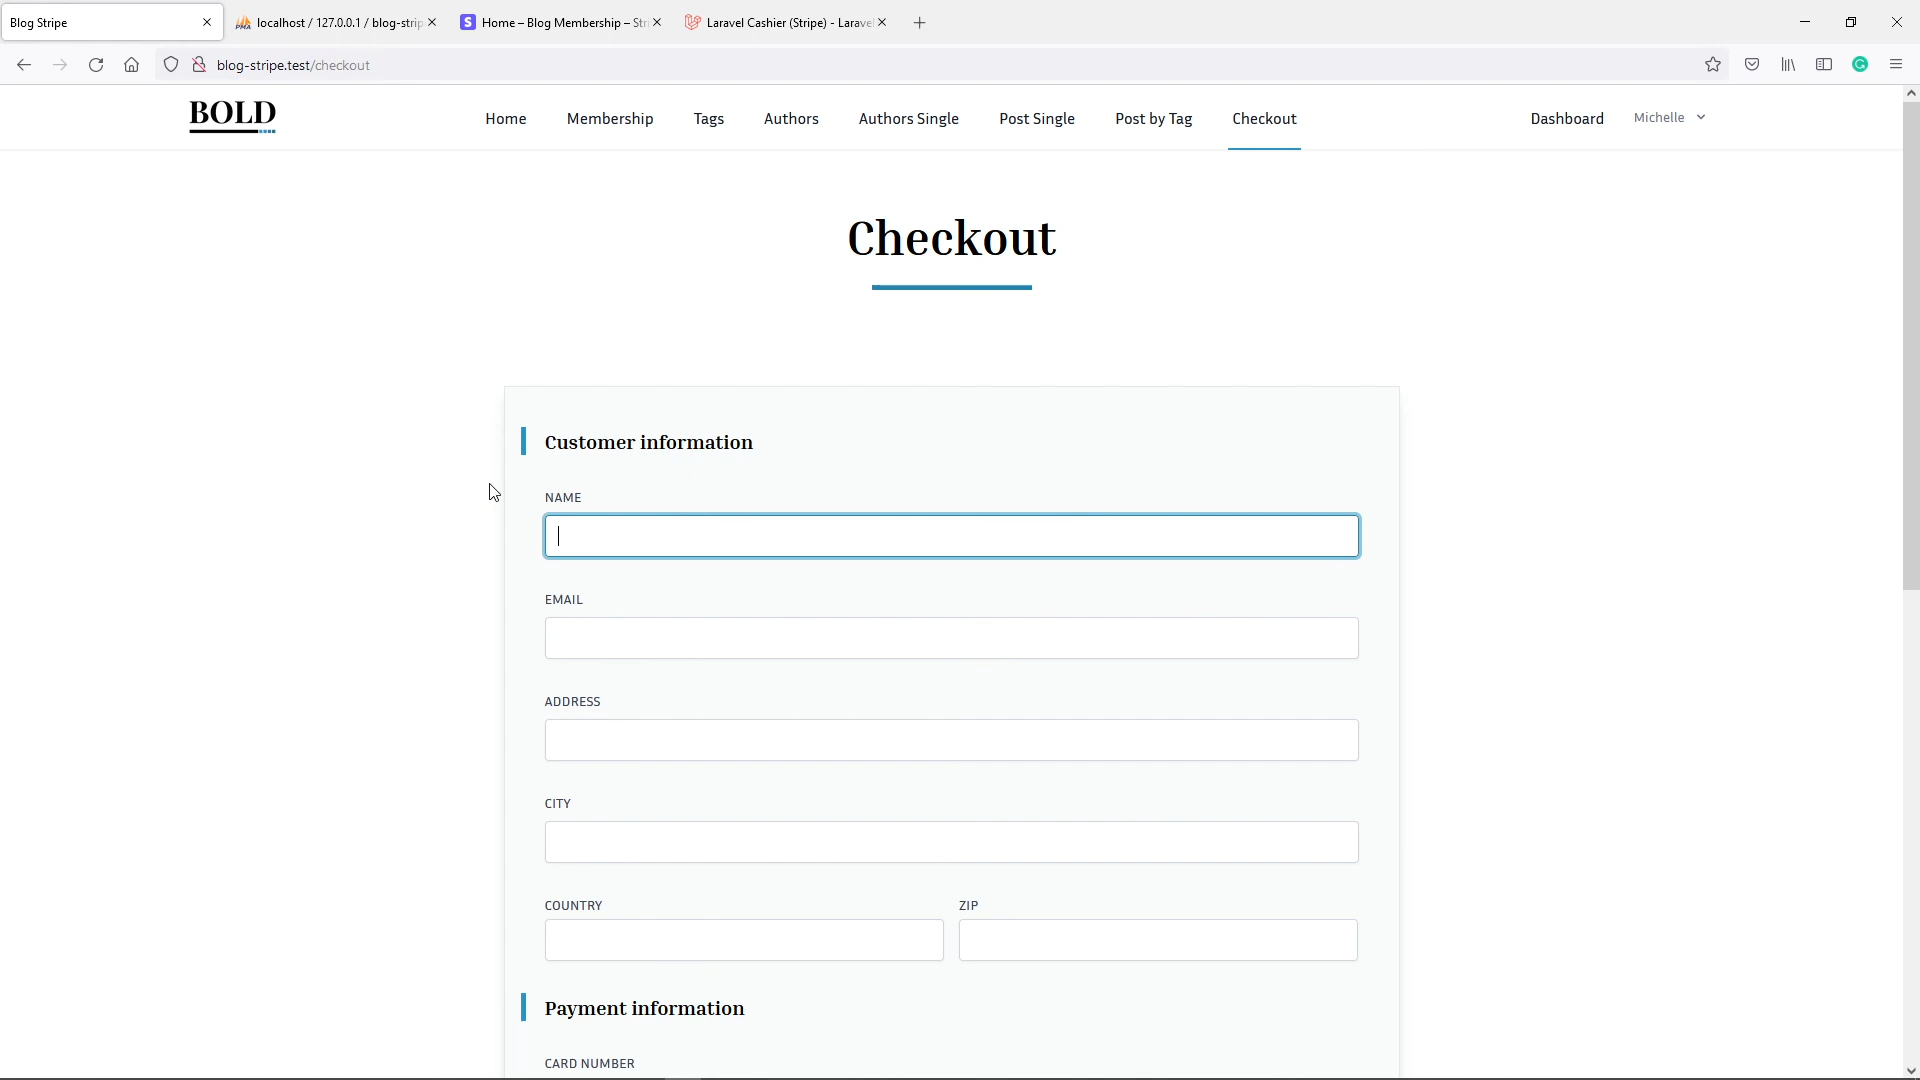 Blog Stripe
localhost / 127.0.0.1 / blog-strip
Home – Blog Membership – Str
Laravel Cashier (Stripe) - Larave
blog-stripe.test/checkout
BOLD
Home
Membership
Tags
Authors
Authors Single
Post Single
Post by Tag
Checkout
Dashboard
Michelle
Checkout
Customer information
NAME
EMAIL
ADDRESS
CITY
COUNTRY
ZIP
Payment information
CARD NUMBER